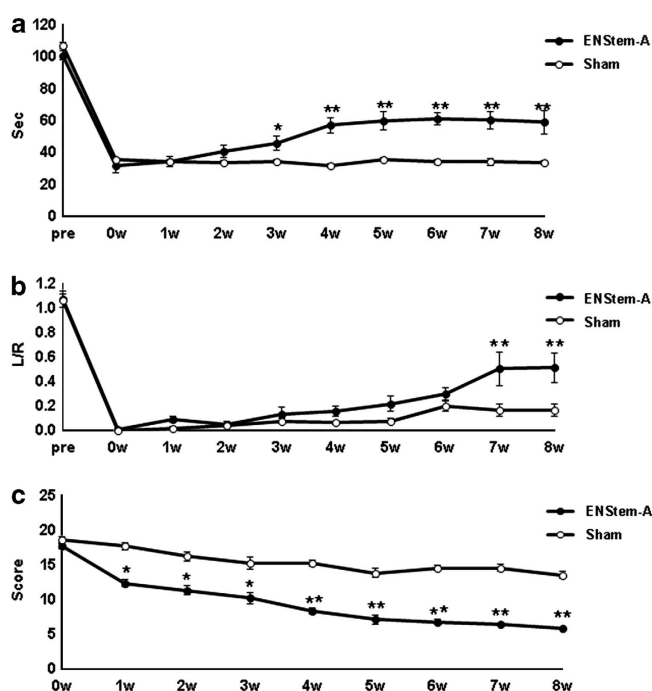 a
120
100
80
60
40
20
0
Sec
ENStem-A
Sham
* ** ** ** ** **
pre 0w 1w 2w 3w 4w 5w 6w 7w 8w
b
1.2
1.0
0.8
0.6
0.4
0.2
0.0
L/R
ENStem-A
Sham
** **
pre 0w 1w 2w 3w 4w 5w 6w 7w 8w
c
25
20
15
10
5
0
Score
ENStem-A
Sham
* * * ** ** ** ** **
0w 1w 2w 3w 4w 5w 6w 7w 8w